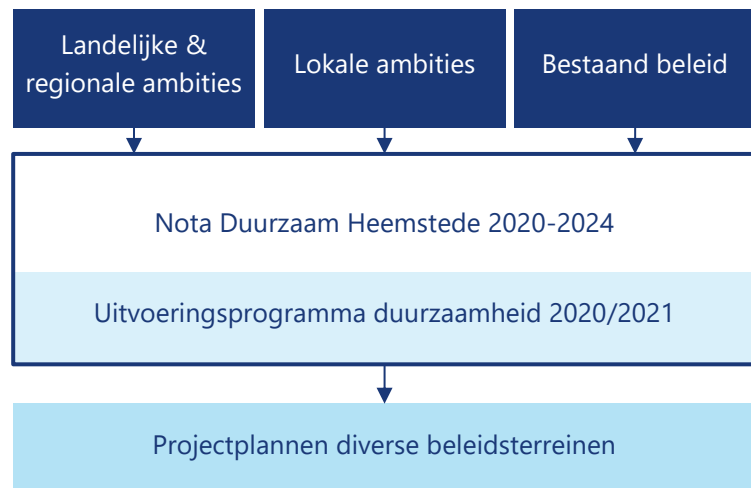 Landelijke &
regionale ambities
Lokale ambities
Bestaand beleid
Nota Duurzaam Heemstede 2020-2024
Uitvoeringsprogramma duurzaamheid 2020/2021
Projectplannen diverse beleidsterreinen